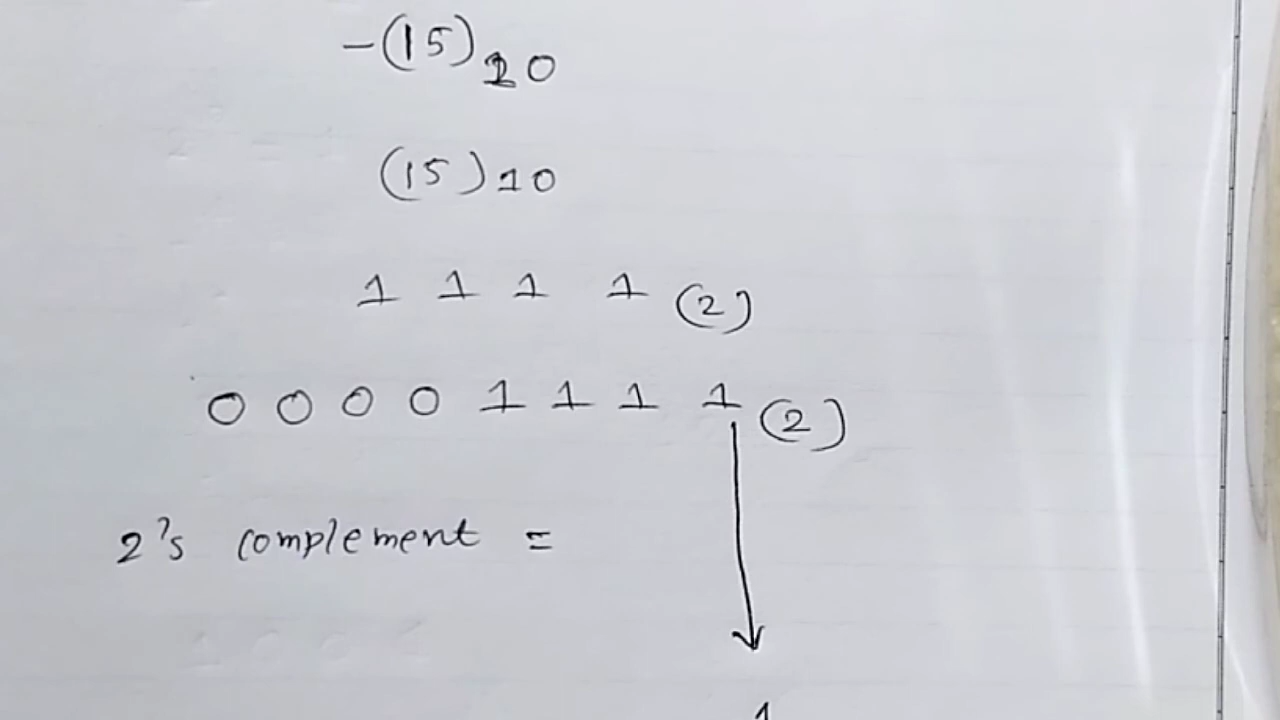 -(15)10
(15)10
1 1 1 1 (2)
0 0 0 0 1 1 1 1 (2)
2's complement =
1